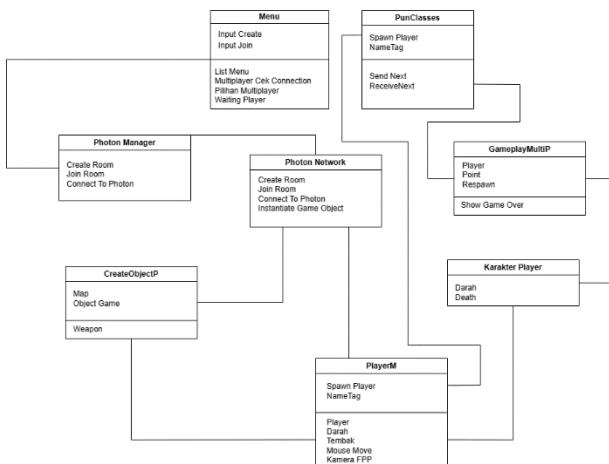 Menu
Input Create
Input Join
List Menu
Multiplayer Cek Connection
Pilihan Multiplayer
Waiting Player
PunClasses
Spawn Player
NameTag
Send Next
ReceiveNext
Photon Manager
Create Room
Join Room
Connect To Photon
Photon Network
Create Room
Join Room
Connect To Photon
Instantiate Game Object
GameplayMultiP
Player
Point
Respawn
Show Game Over
CreateObjectP
Map
Object Game
Weapon
Karakter Player
Darah
Death
PlayerM
Spawn Player
NameTag
Player
Darah
Tembak
Mouse Move
Kamera FPP